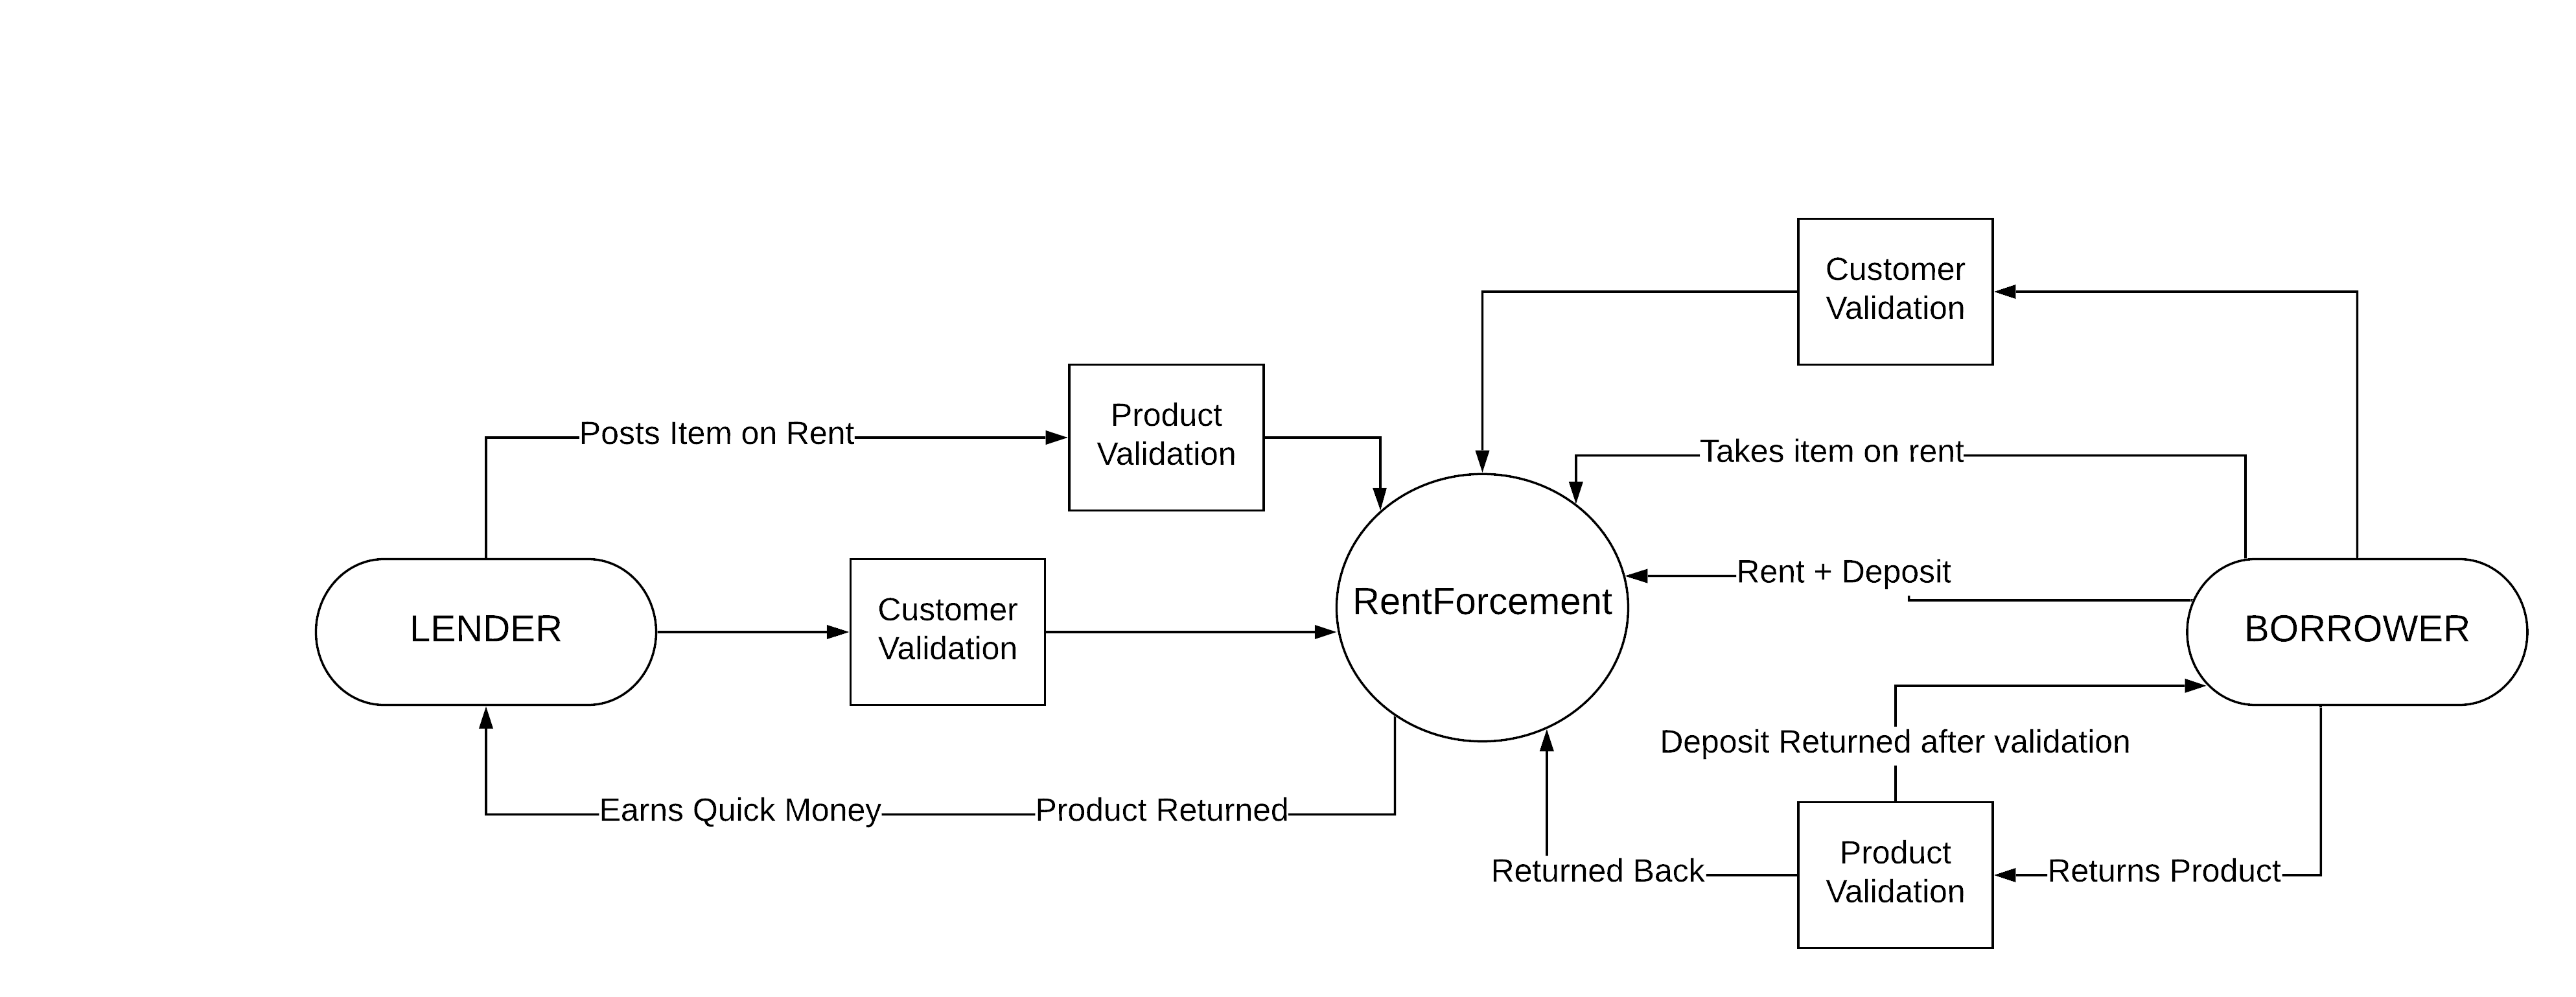 Customer
Validation
Product
Validation
Posts Item on Rent
Takes item on rent
Rent + Deposit
RentForcement
LENDER
Customer
Validation
BORROWER
Deposit Returned after validation
Earns Quick Money
Product Returned
Product
Validation
Returned Back
Returns Product